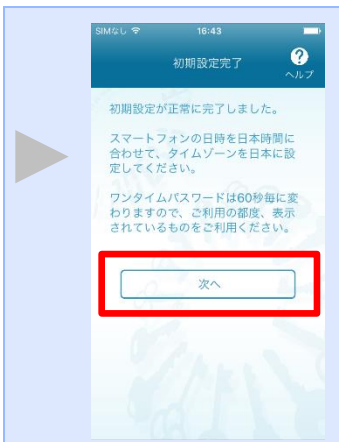 SIMなし 16:43
初期設定完了
?
ヘルプ
初期設定が正常に完了しました。
スマートフォンの日時を日本時間に
合わせて、タイムゾーンを日本に設
定してください。
ワンタイムパスワードは60秒毎に変
わりますので、ご利用の都度、表示
されているものをご利用ください。
次へ